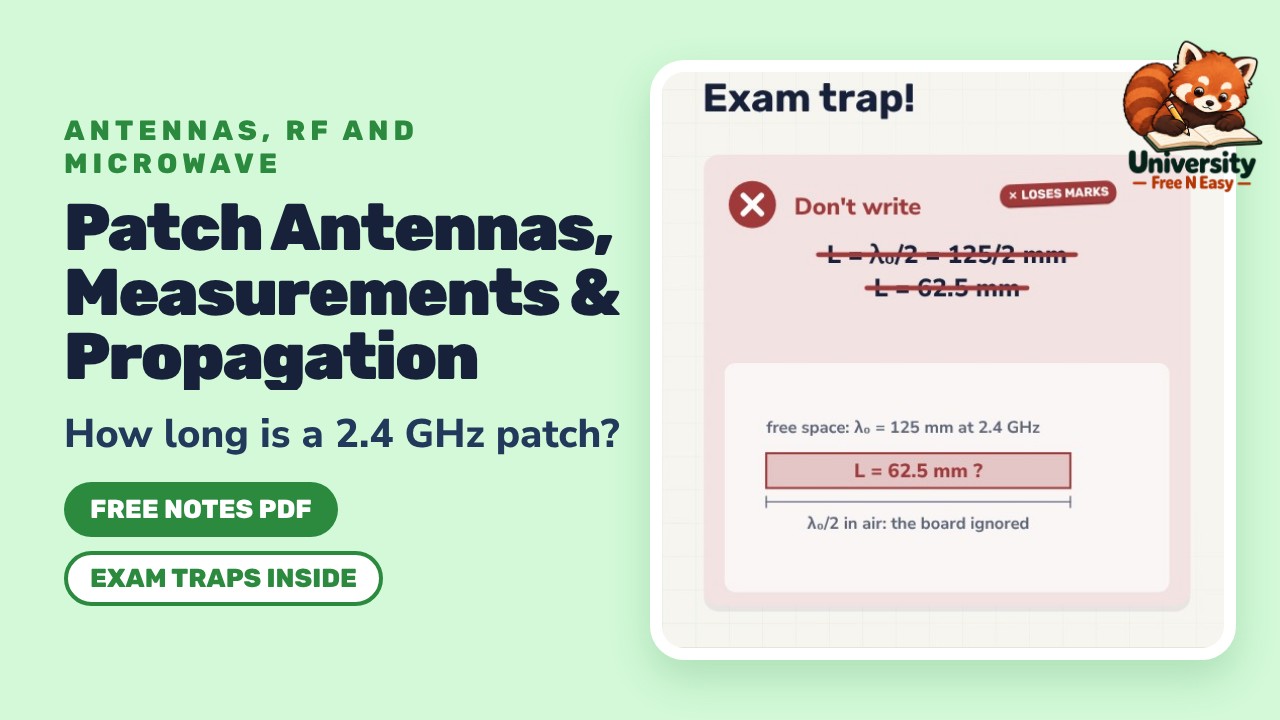 ANTENNAS, RF AND
MICROWAVE
Patch Antennas,
Measurements &
Propagation
How long is a 2.4 GHz patch?
FREE NOTES PDF
EXAM TRAPS INSIDE
Exam trap!
Don't write
× LOSES MARKS
L = λ₀/2 = 125/2 mm
L = 62.5 mm
free space: λ₀ = 125 mm at 2.4 GHz
L = 62.5 mm ?
λ₀/2 in air: the board ignored
University
Free N Easy